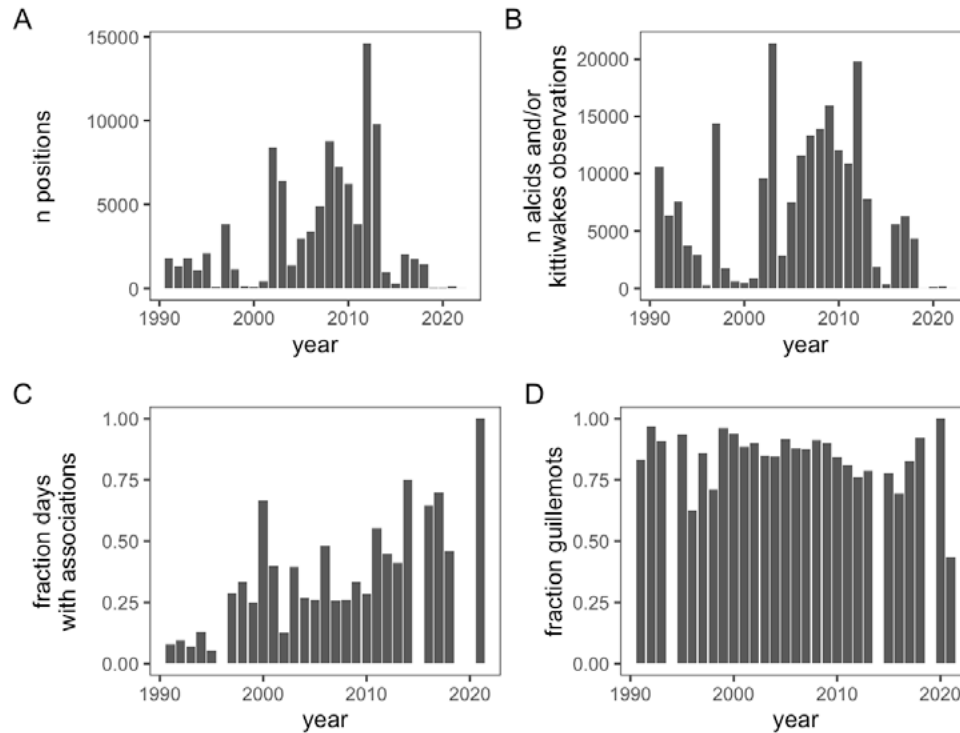 A
15000
10000
5000
0
n positions
1990 2000 2010 2020
year
B
20000
15000
10000
5000
0
n alcids and/or
kittiwakes observations
1990 2000 2010 2020
year
C
1.00
0.75
0.50
0.25
0.00
fraction days
with associations
1990 2000 2010 2020
year
D
1.00
0.75
0.50
0.25
0.00
fraction guillemots
1990 2000 2010 2020
year